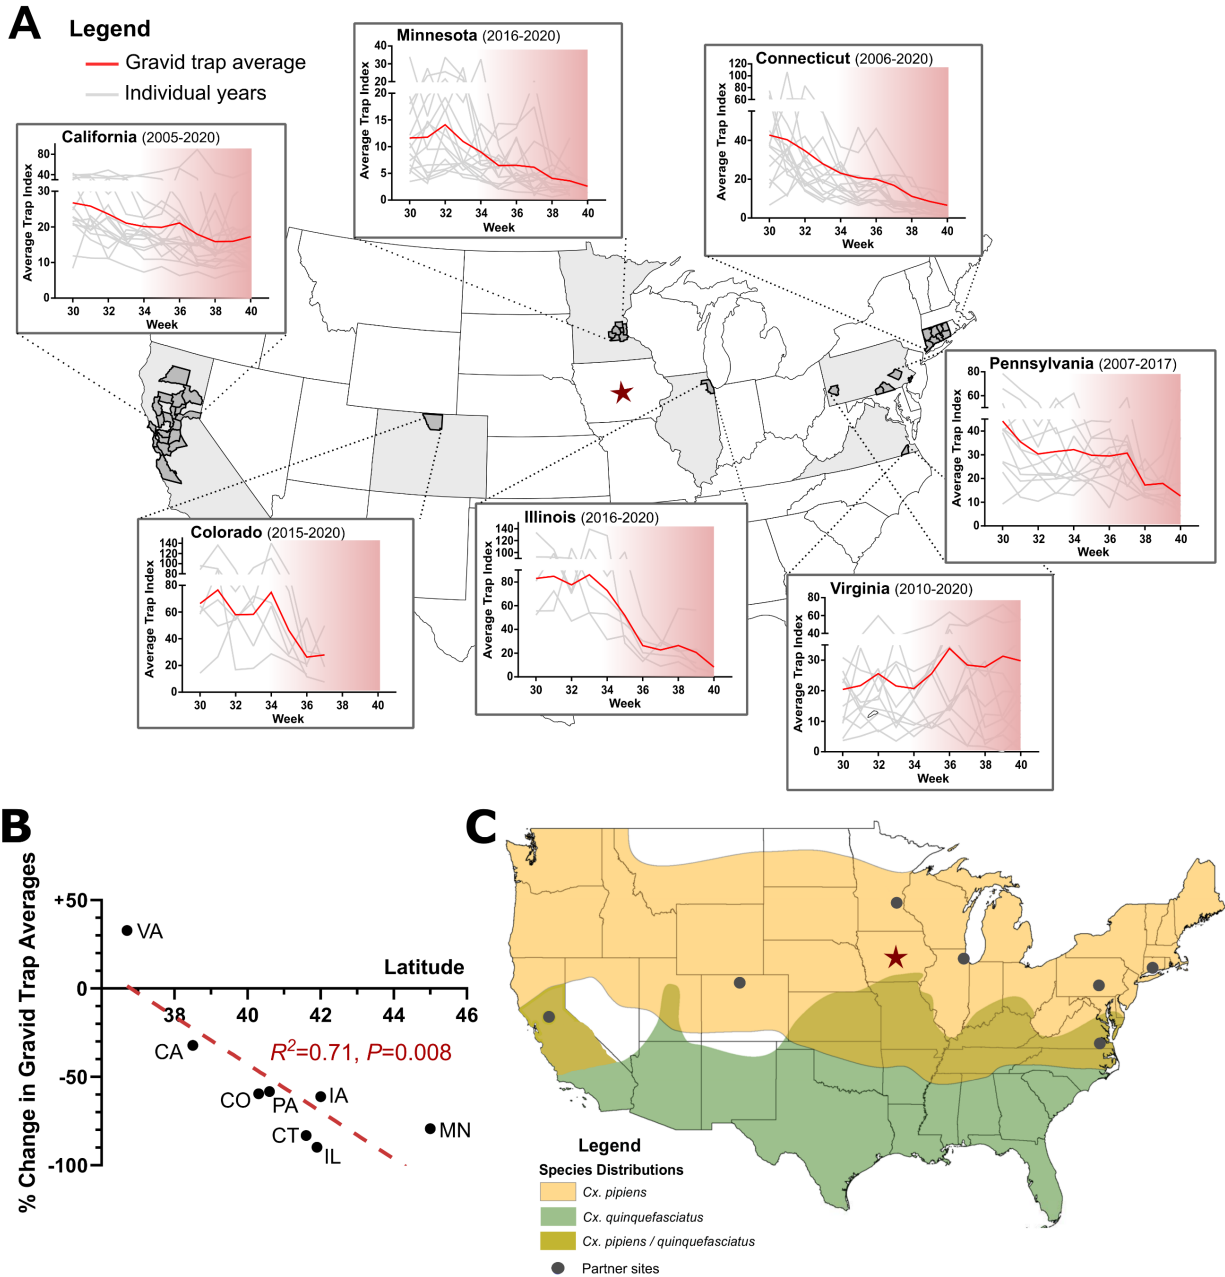 A
Legend
Gravid trap average
Individual years
Minnesota (2016-2020)
Average Trap Index
40
30
20
20
15
10
5
0
30 32 34 36 38 40
Week
Connecticut (2006-2020)
Average Trap Index
120
100
80
60
40
20
0
30 32 34 36 38 40
Week
California (2005-2020)
Average Trap Index
80
40
30
20
10
0
30 32 34 36 38 40
Week
Pennsylvania (2007-2017)
Average Trap Index
80
60
40
30
20
10
0
30 32 34 36 38 40
Week
Colorado (2015-2020)
Average Trap Index
140
120
100
80
80
60
40
20
0
30 32 34 36 38 40
Week
Illinois (2016-2020)
Average Trap Index
140
120
100
80
60
40
20
0
30 32 34 36 38 40
Week
Virginia (2010-2020)
Average Trap Index
80
60
40
30
20
10
0
30 32 34 36 38 40
Week
B
% Change in Gravid Trap Averages
+50
0
-50
-100
Latitude
38 40 42 44 46
VA
CA
CO
PA
IA
CT
IL
MN
R²=0.71, P=0.008
C
Legend
Species Distributions
Cx. pipiens
Cx. quinquefasciatus
Cx. pipiens / quinquefasciatus
Partner sites